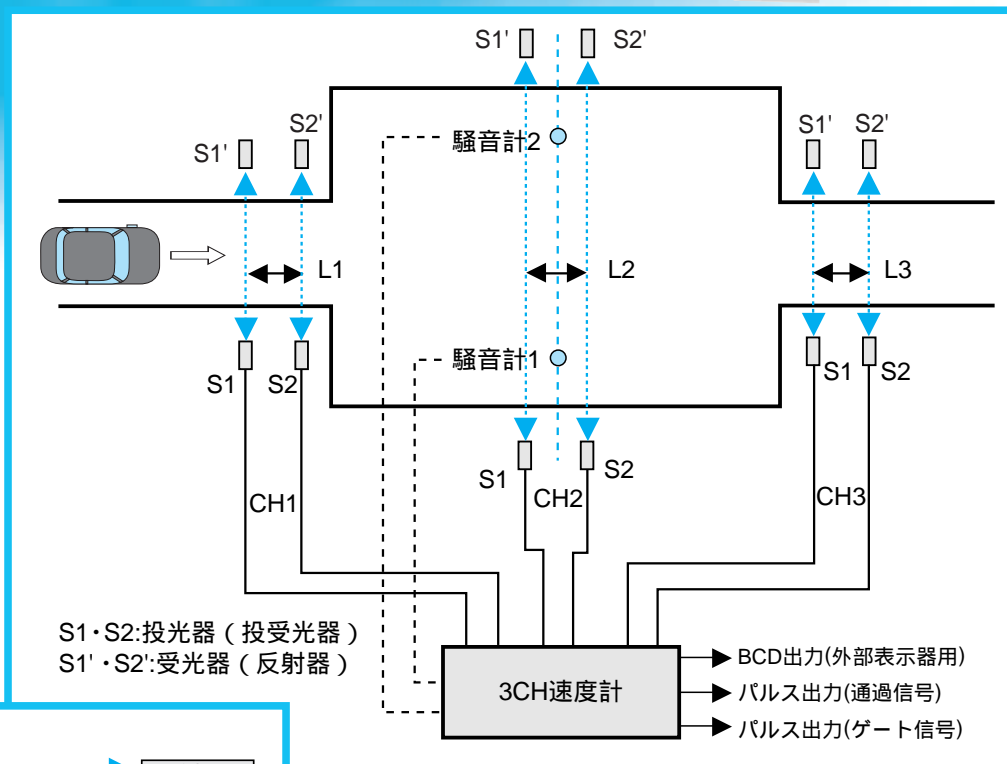 S1' S2'
S1' S2'
S1' S2'
騒音計2
L1
L2
L3
騒音計1
S1 S2
S1 S2
S1 S2
CH1
CH2
CH3
S1・S2:投光器(投受光器)
S1'・S2':受光器(反射器)
3CH速度計
BCD出力(外部表示器用)
パルス出力(通過信号)
パルス出力(ゲート信号)